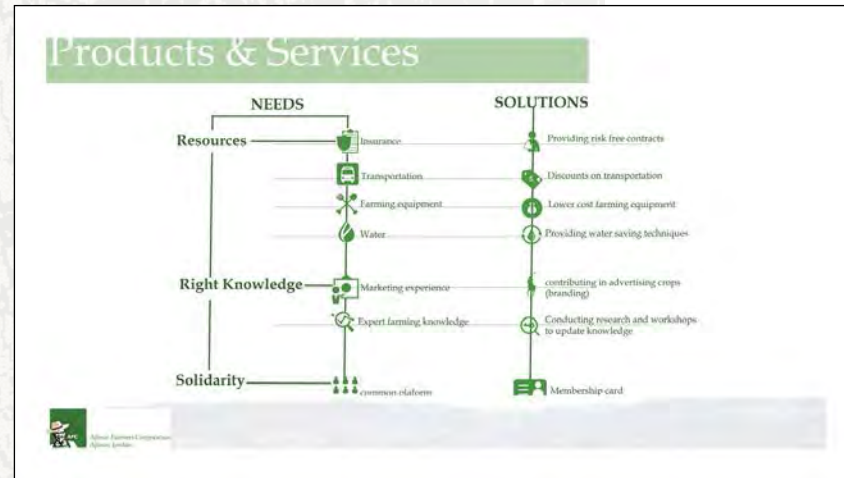 Products & Services
NEEDS
SOLUTIONS
Resources
Insurance
Providing risk free contracts
Transportation
Discounts on transportation
Farming equipment
Lower cost farming equipment
Water
Providing water saving techniques
Right Knowledge
Marketing experience
contributing in advertising crops
(branding)
Expert farming knowledge
Conducting research and workshops
to update knowledge
Solidarity
common
Membership card
Farmers